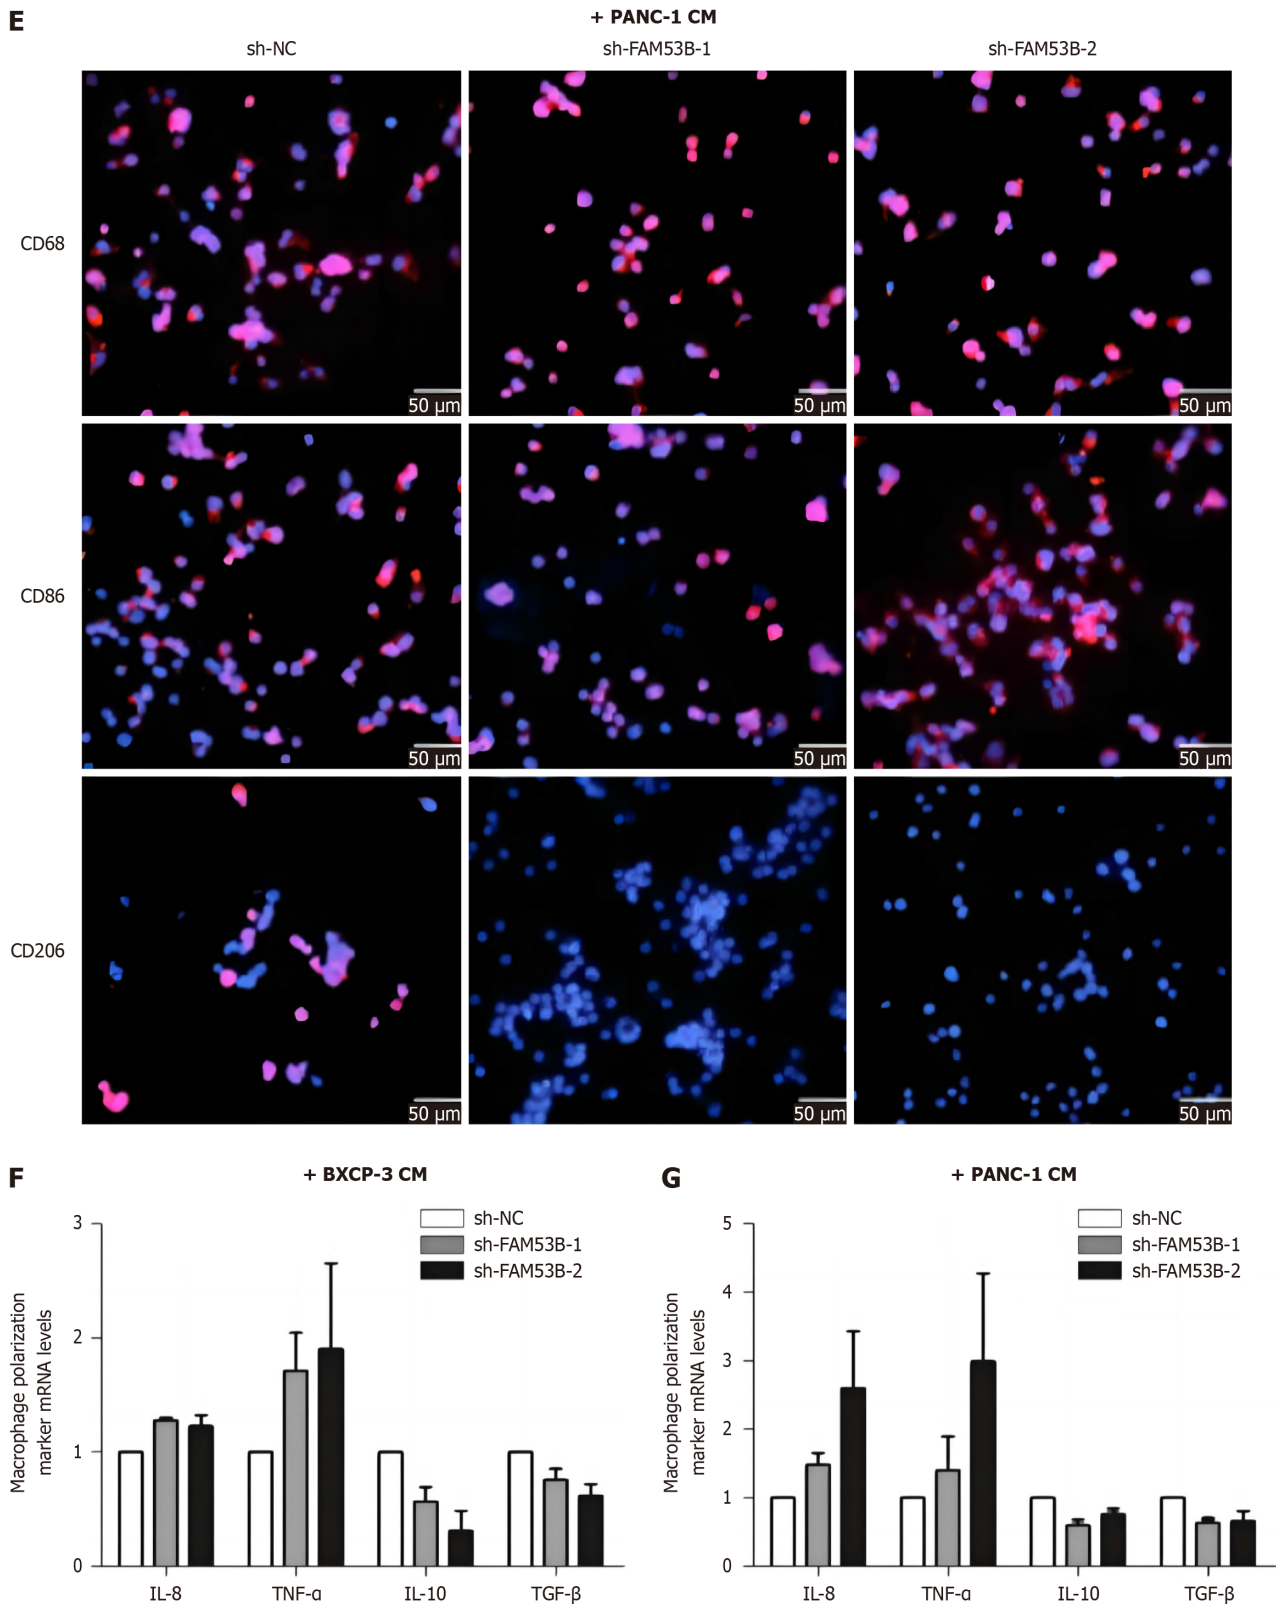 E
+ PANC-1 CM
sh-NC sh-FAM53B-1 sh-FAM53B-2
CD68
50 µm 50 µm 50 µm
CD86
50 µm 50 µm 50 µm
CD206
50 µm 50 µm 50 µm
F
+ BXCP-3 CM
sh-NC
sh-FAM53B-1
sh-FAM53B-2
Macrophage polarization
marker mRNA levels
3
2
1
0
IL-8 TNF-α IL-10 TGF-β
G
+ PANC-1 CM
sh-NC
sh-FAM53B-1
sh-FAM53B-2
Macrophage polarization
marker mRNA levels
5
4
3
2
1
0
IL-8 TNF-α IL-10 TGF-β